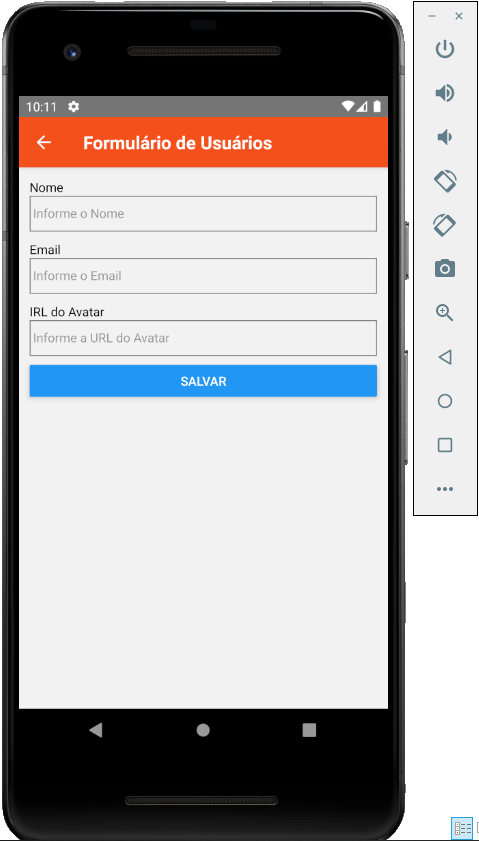 10:11
Formulário de Usuários
Nome
Informe o Nome
Email
Informe o Email
IRL do Avatar
Informe a URL do Avatar
SALVAR